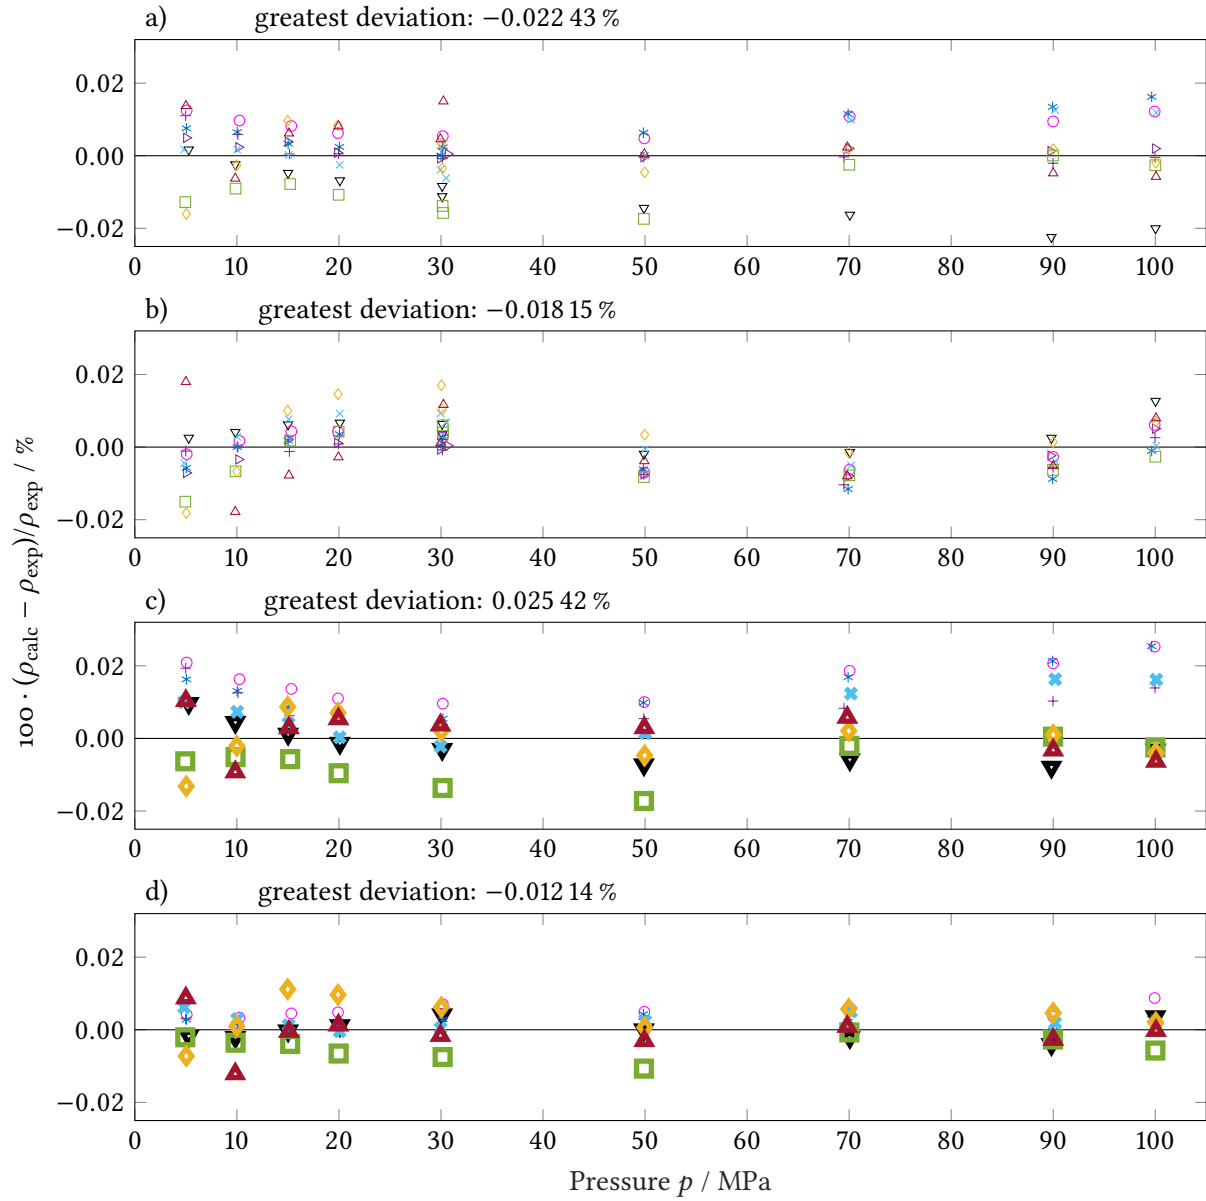 a) greatest deviation: −0.022 43 %
0.02
0.00
−0.02
0 10 20 30 40 50 60 70 80 90 100
b) greatest deviation: −0.018 15 %
0.02
0.00
−0.02
0 10 20 30 40 50 60 70 80 90 100
100 · (ρcalc − ρexp)/ρexp / %
c) greatest deviation: 0.025 42 %
0.02
0.00
−0.02
0 10 20 30 40 50 60 70 80 90 100
d) greatest deviation: −0.012 14 %
0.02
0.00
−0.02
0 10 20 30 40 50 60 70 80 90 100
Pressure p / MPa